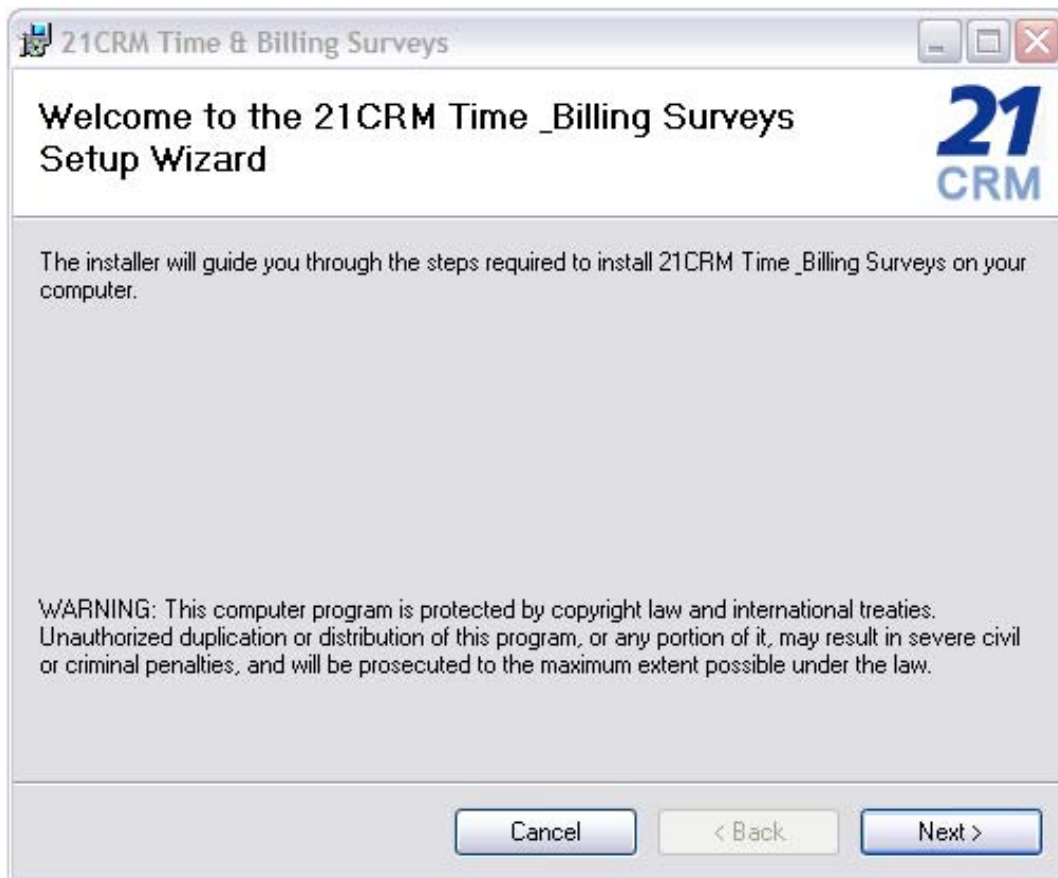 21CRM Time & Billing Surveys
Welcome to the 21CRM Time _Billing Surveys
Setup Wizard
21
CRM
The installer will guide you through the steps required to install 21CRM Time _Billing Surveys on your
computer.
WARNING: This computer program is protected by copyright law and international treaties.
Unauthorized duplication or distribution of this program, or any portion of it, may result in severe civil
or criminal penalties, and will be prosecuted to the maximum extent possible under the law.
Cancel
< Back
Next >